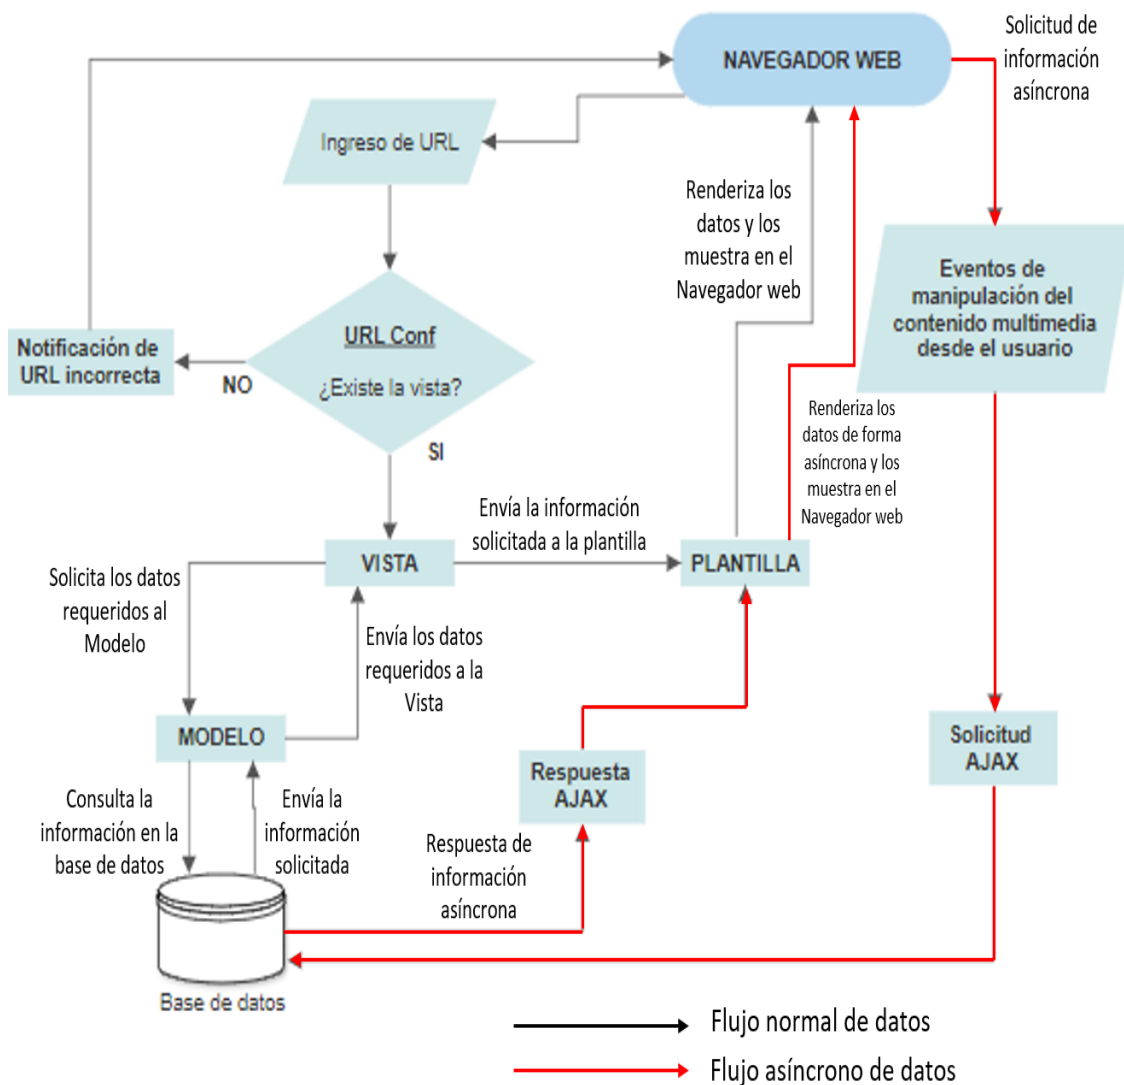 NAVEGADOR WEB
Solicitud de
información
asíncrona
Ingreso de URL
Renderiza los
datos y los
muestra en el
Navegador web
Eventos de
manipulación del
contenido multimedia
desde el usuario
URL Conf
¿Existe la vista?
Notificación de
URL incorrecta
NO
SI
Renderiza los
datos de forma
asíncrona y los
muestra en el
Navegador web
Envía la información
solicitada a la plantilla
VISTA
PLANTILLA
Solicita los datos
requeridos al
Modelo
Envía los datos
requeridos a la
Vista
MODELO
Respuesta
AJAX
Solicitud
AJAX
Consulta la
información en la
base de datos
Envía la
información
solicitada
Respuesta de
información
asíncrona
Base de datos
Flujo normal de datos
Flujo asíncrono de datos